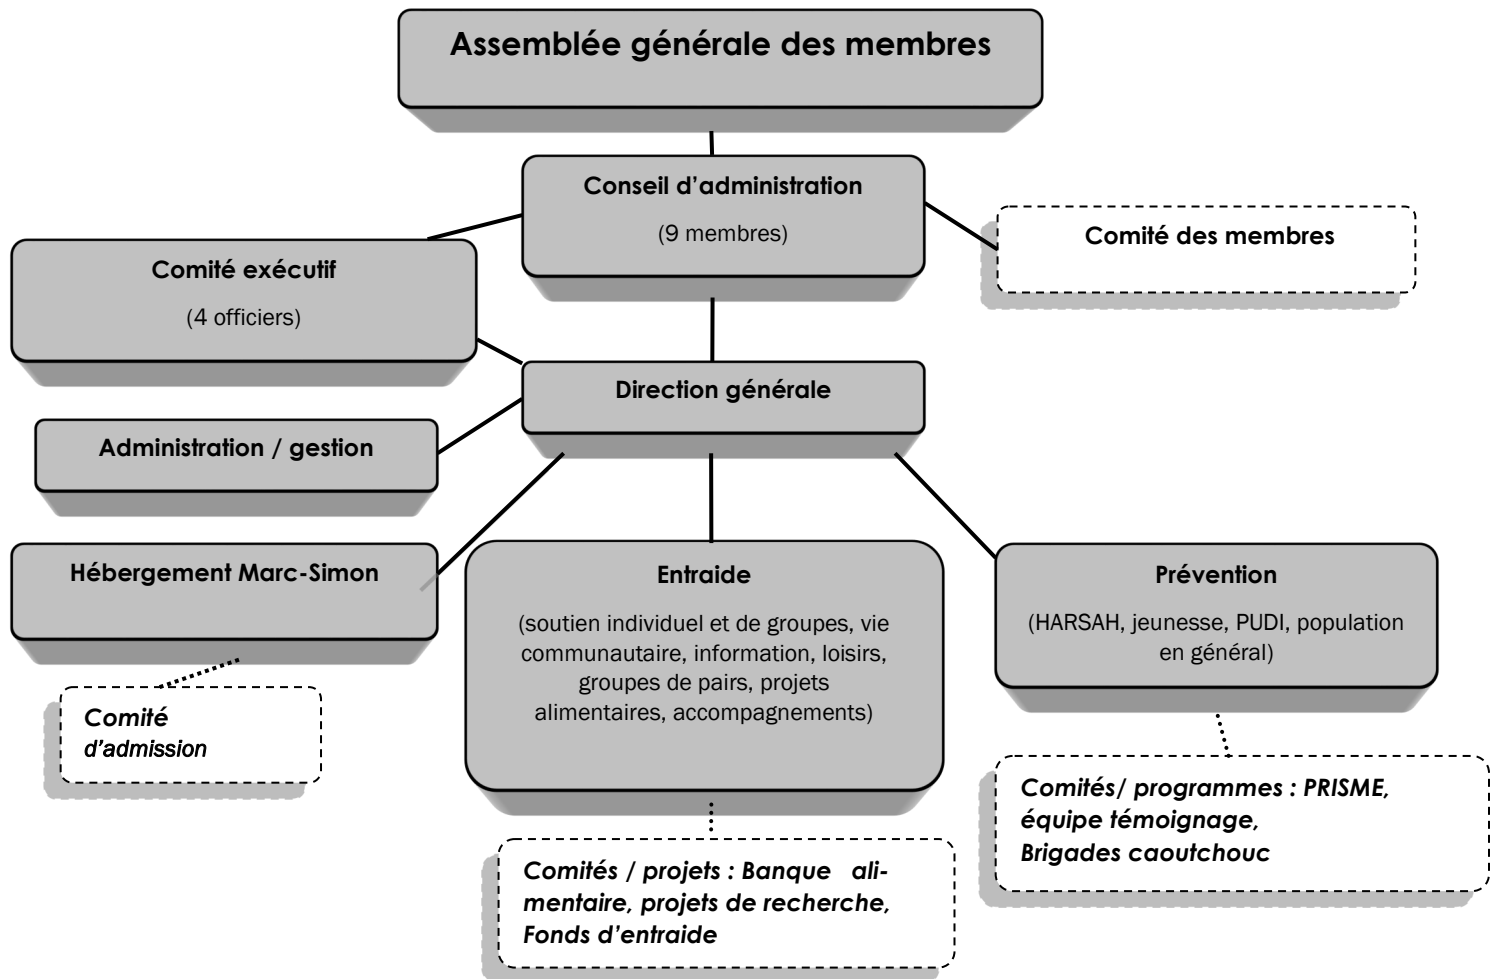 Assemblée générale des membres
Conseil d’administration
(9 membres)
Comité des membres
Comité exécutif
(4 officiers)
Direction générale
Administration / gestion
Hébergement Marc-Simon
Entraide
(soutien individuel et de groupes, vie
communautaire, information, loisirs,
groupes de pairs, projets
alimentaires, accompagnements)
Prévention
(HARSAH, jeunesse, PUDI, population
en général)
Comité
d’admission
Comités / projets : Banque ali-
mentaire, projets de recherche,
Fonds d’entraide
Comités/ programmes : PRISME,
équipe témoignage,
Brigades caoutchouc